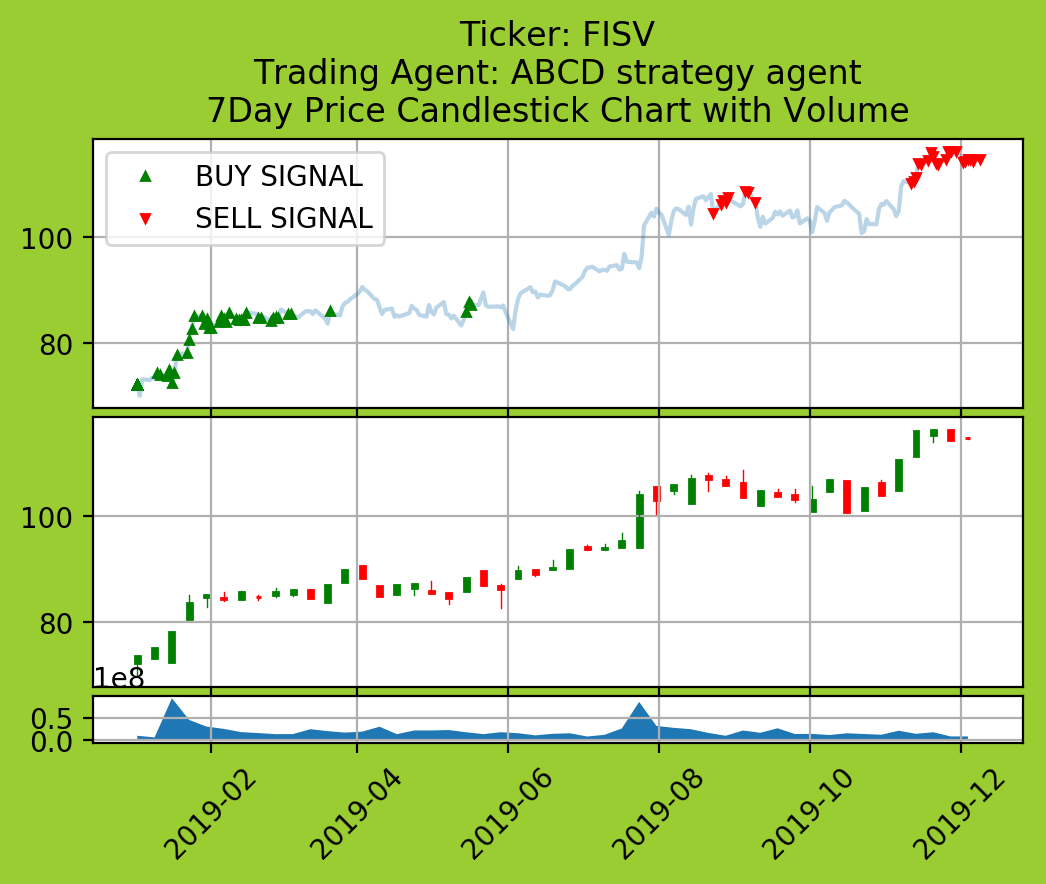 Ticker: FISV
Trading Agent: ABCD strategy agent
7Day Price Candlestick Chart with Volume
BUY SIGNAL
SELL SIGNAL
100
80
100
80
1e8
0.5
0.0
2019-02
2019-04
2019-06
2019-08
2019-10
2019-12